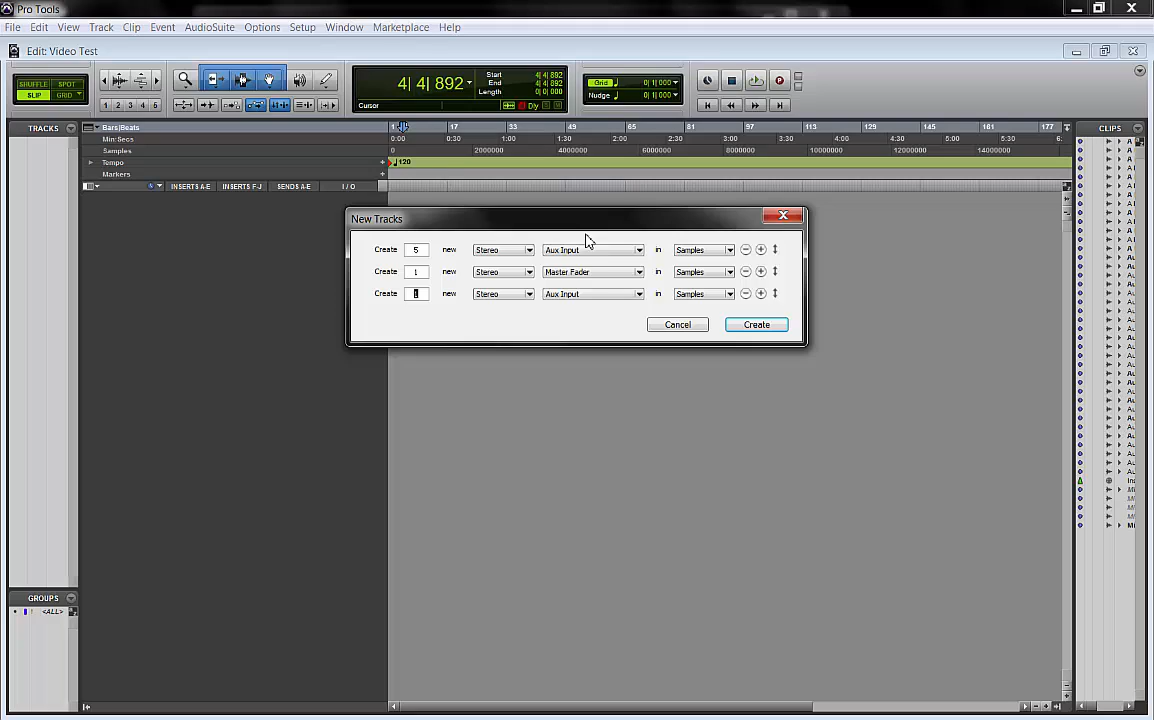 Pro Tools
File Edit View Track Clip Event AudioSuite Options Setup Window Marketplace Help
Edit: Video Test
SHUFFLE SPOT
SLIP GRID
1 2 3 4 5
4| 4| 892
Start 4| 4| 892
End 4| 4| 892
Length 0| 0| 000
Cursor
Dly
Grid 0| 1| 000
Nudge 0| 1| 000
TRACKS
Bars|Beats 1 17 33 49 65 81 97 113 129 145 161 177
CLIPS
Min:Secs 0:00 0:30 1:00 1:30 2:00 2:30 3:00 3:30 4:00 4:30 5:00 5:30 6:
Samples 0 2000000 4000000 6000000 8000000 10000000 12000000 14000000
Tempo 120
Markers
INSERTS A-E INSERTS F-J SENDS A-E I / O
New Tracks
Create 5 new Stereo Aux Input in Samples
Create 1 new Stereo Master Fader in Samples
Create 1 new Stereo Aux Input in Samples
Cancel Create
GROUPS
<ALL>